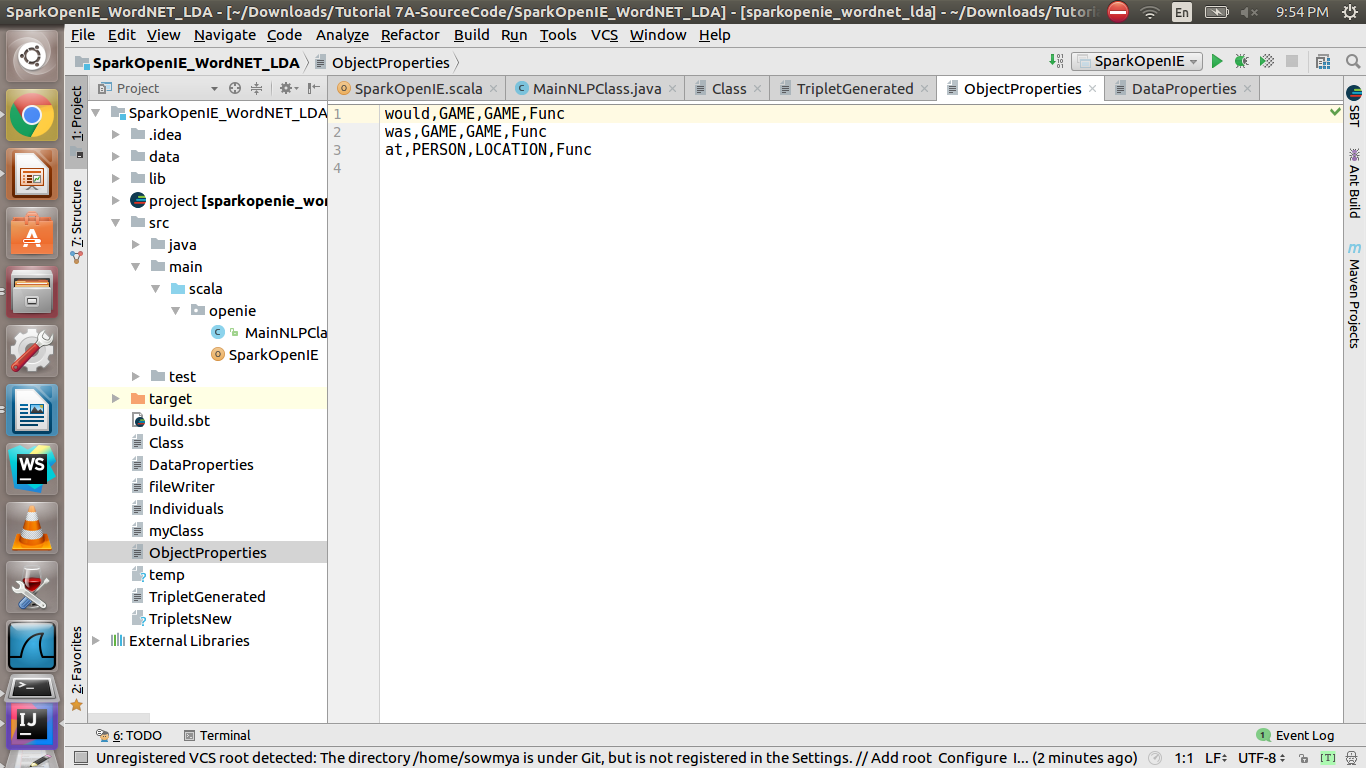 SparkOpenIE_WordNET_LDA - [~/Downloads/Tutorial 7A-SourceCode/SparkOpenIE_WordNET_LDA] - [sparkopenie_wordnet_lda] - ~/Downloads/Tutoria
En
9:54 PM
File Edit View Navigate Code Analyze Refactor Build Run Tools VCS Window Help
SparkOpenIE_WordNET_LDA
ObjectProperties
SparkOpenIE
Project
SparkOpenIE.scala
MainNLPClass.java
Class
TripletGenerated
ObjectProperties
DataProperties
1: Project
7: Structure
2: Favorites
SparkOpenIE_WordNET_LDA
.idea
data
lib
project [sparkopenie_wor
src
java
main
scala
openie
MainNLPCla
SparkOpenIE
test
target
build.sbt
Class
DataProperties
fileWriter
Individuals
myClass
ObjectProperties
temp
TripletGenerated
TripletsNew
External Libraries
1 would,GAME,GAME,Func
2 was,GAME,GAME,Func
3 at,PERSON,LOCATION,Func
4
SBT
Ant Build
m
Maven Projects
WS
IJ
6: TODO
Terminal
1 Event Log
Unregistered VCS root detected: The directory /home/sowmya is under Git, but is not registered in the Settings. // Add root Configure I... (2 minutes ago)
1:1
LF
UTF-8
[T]